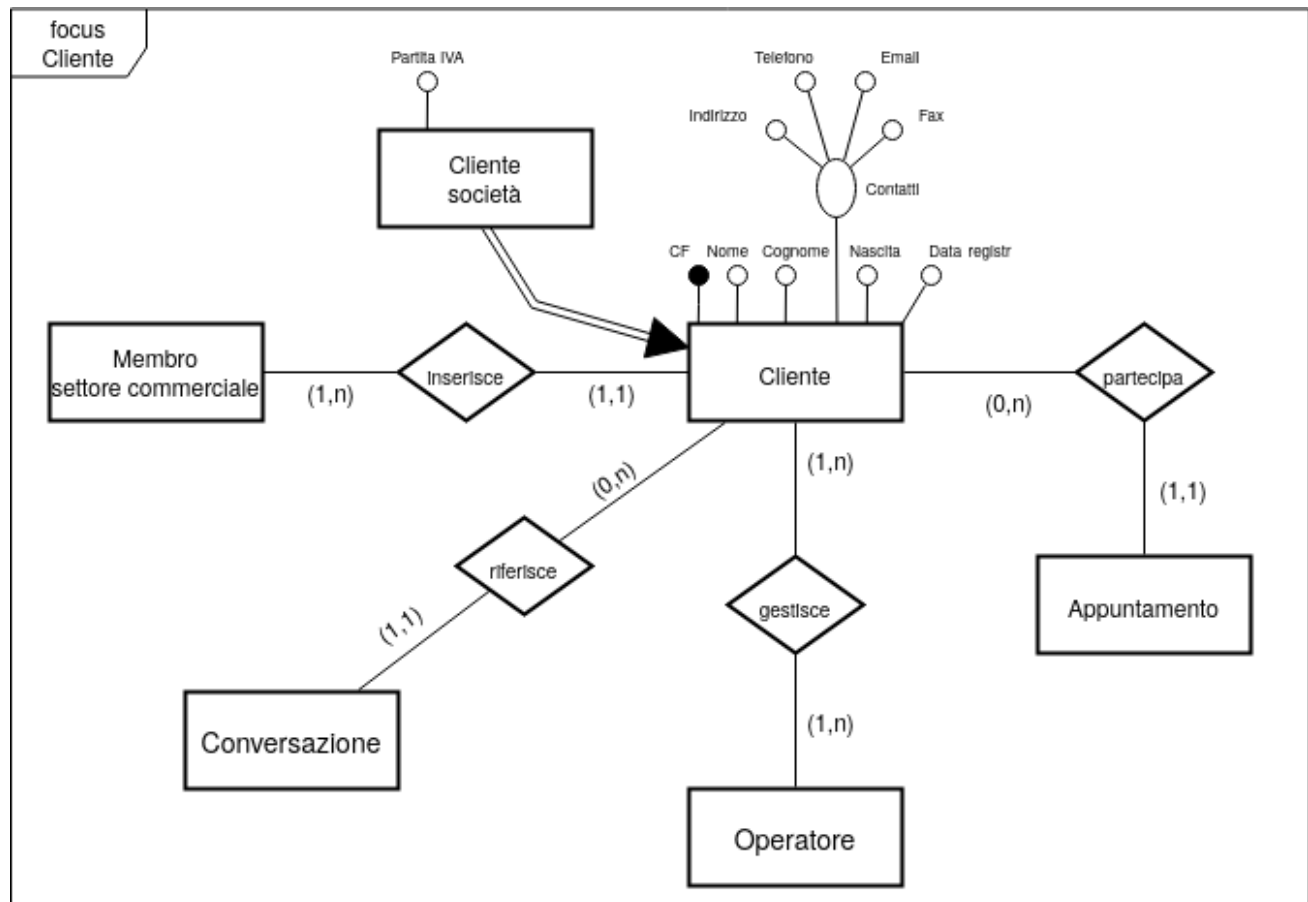 focus
Cliente
Partita IVA
Telefono
Email
Indirizzo
Fax
Cliente
società
Contatti
CF
Nome
Cognome
Nascita
Data registr
Membro
settore commerciale
(1,n)
inserisce
(1,1)
Cliente
(0,n)
partecipa
(0,n)
(1,n)
(1,1)
riferisce
gestisce
(1,1)
Appuntamento
Conversazione
(1,n)
Operatore